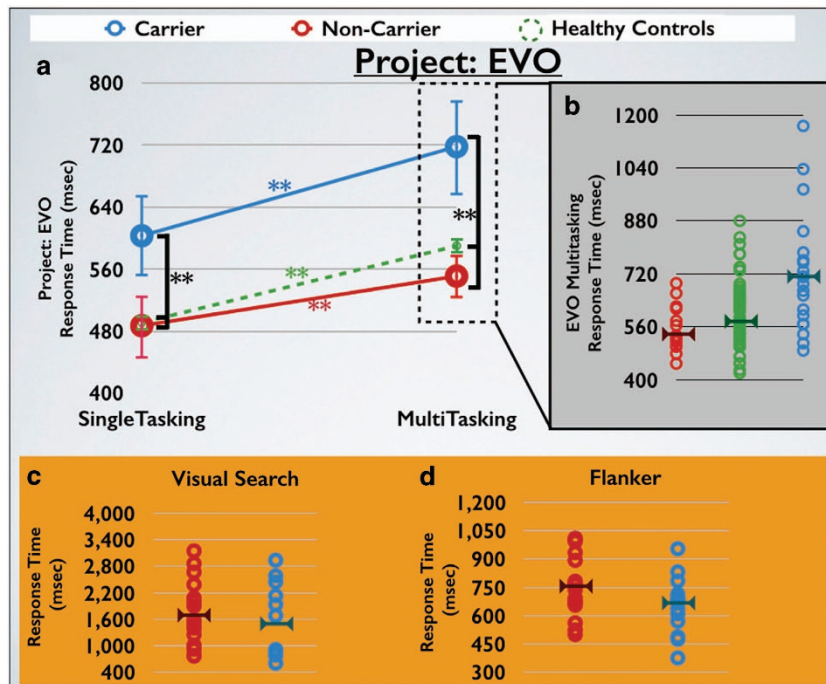 Carrier Non-Carrier Healthy Controls
a
Project: EVO
800
720
640
560
480
400
Project: EVO
Response Time (msec)
**
**
**
**
**
SingleTasking MultiTasking
b
1200
1040
880
720
560
400
EVO Multitasking
Response Time (msec)
c Visual Search
4,000
3,400
2,800
2,200
1,600
1,000
400
Response Time
(msec)
d Flanker
1,200
1,050
900
750
600
450
300
Response Time
(msec)